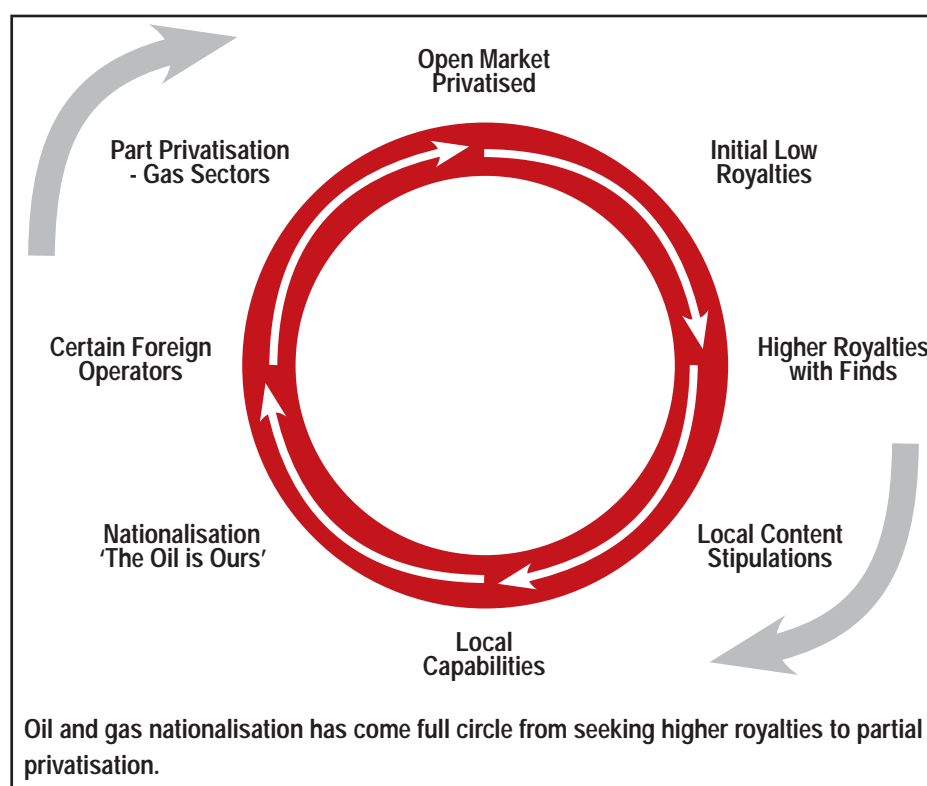 Open Market
Privatised
Initial Low
Royalties
Higher Royalties
with Finds
Local Content
Stipulations
Local
Capabilities
Nationalisation
‘The Oil is Ours’
Certain Foreign
Operators
Part Privatisation
- Gas Sectors
Oil and gas nationalisation has come full circle from seeking higher royalties to partial
privatisation.